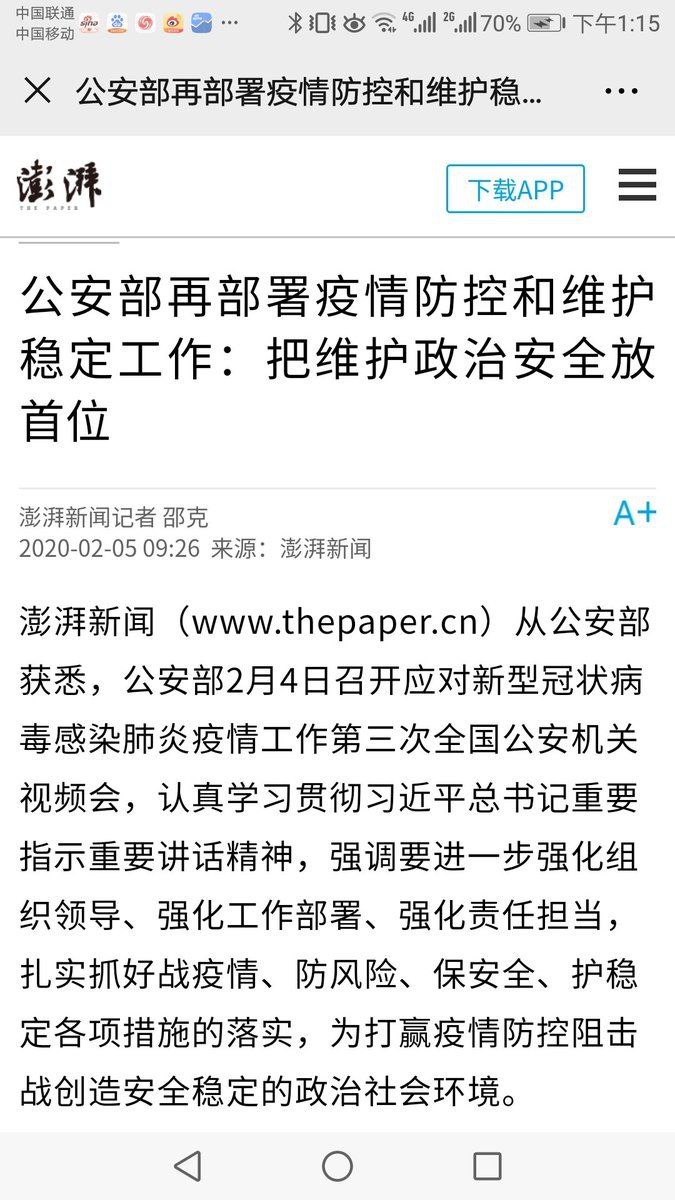 中国联通
中国移动
4G 2G 70% 下午1:15
公安部再部署疫情防控和维护稳...
澎湃
THE PAPER
下载APP
公安部再部署疫情防控和维护
稳定工作：把维护政治安全放
首位
澎湃新闻记者 邵克
A+
2020-02-05 09:26 来源：澎湃新闻
澎湃新闻（www.thepaper.cn）从公安部
获悉，公安部2月4日召开应对新型冠状病
毒感染肺炎疫情工作第三次全国公安机关
视频会，认真学习贯彻习近平总书记重要
指示重要讲话精神，强调要进一步强化组
织领导、强化工作部署、强化责任担当，
扎实抓好战疫情、防风险、保安全、护稳
定各项措施的落实，为打赢疫情防控阻击
战创造安全稳定的政治社会环境。